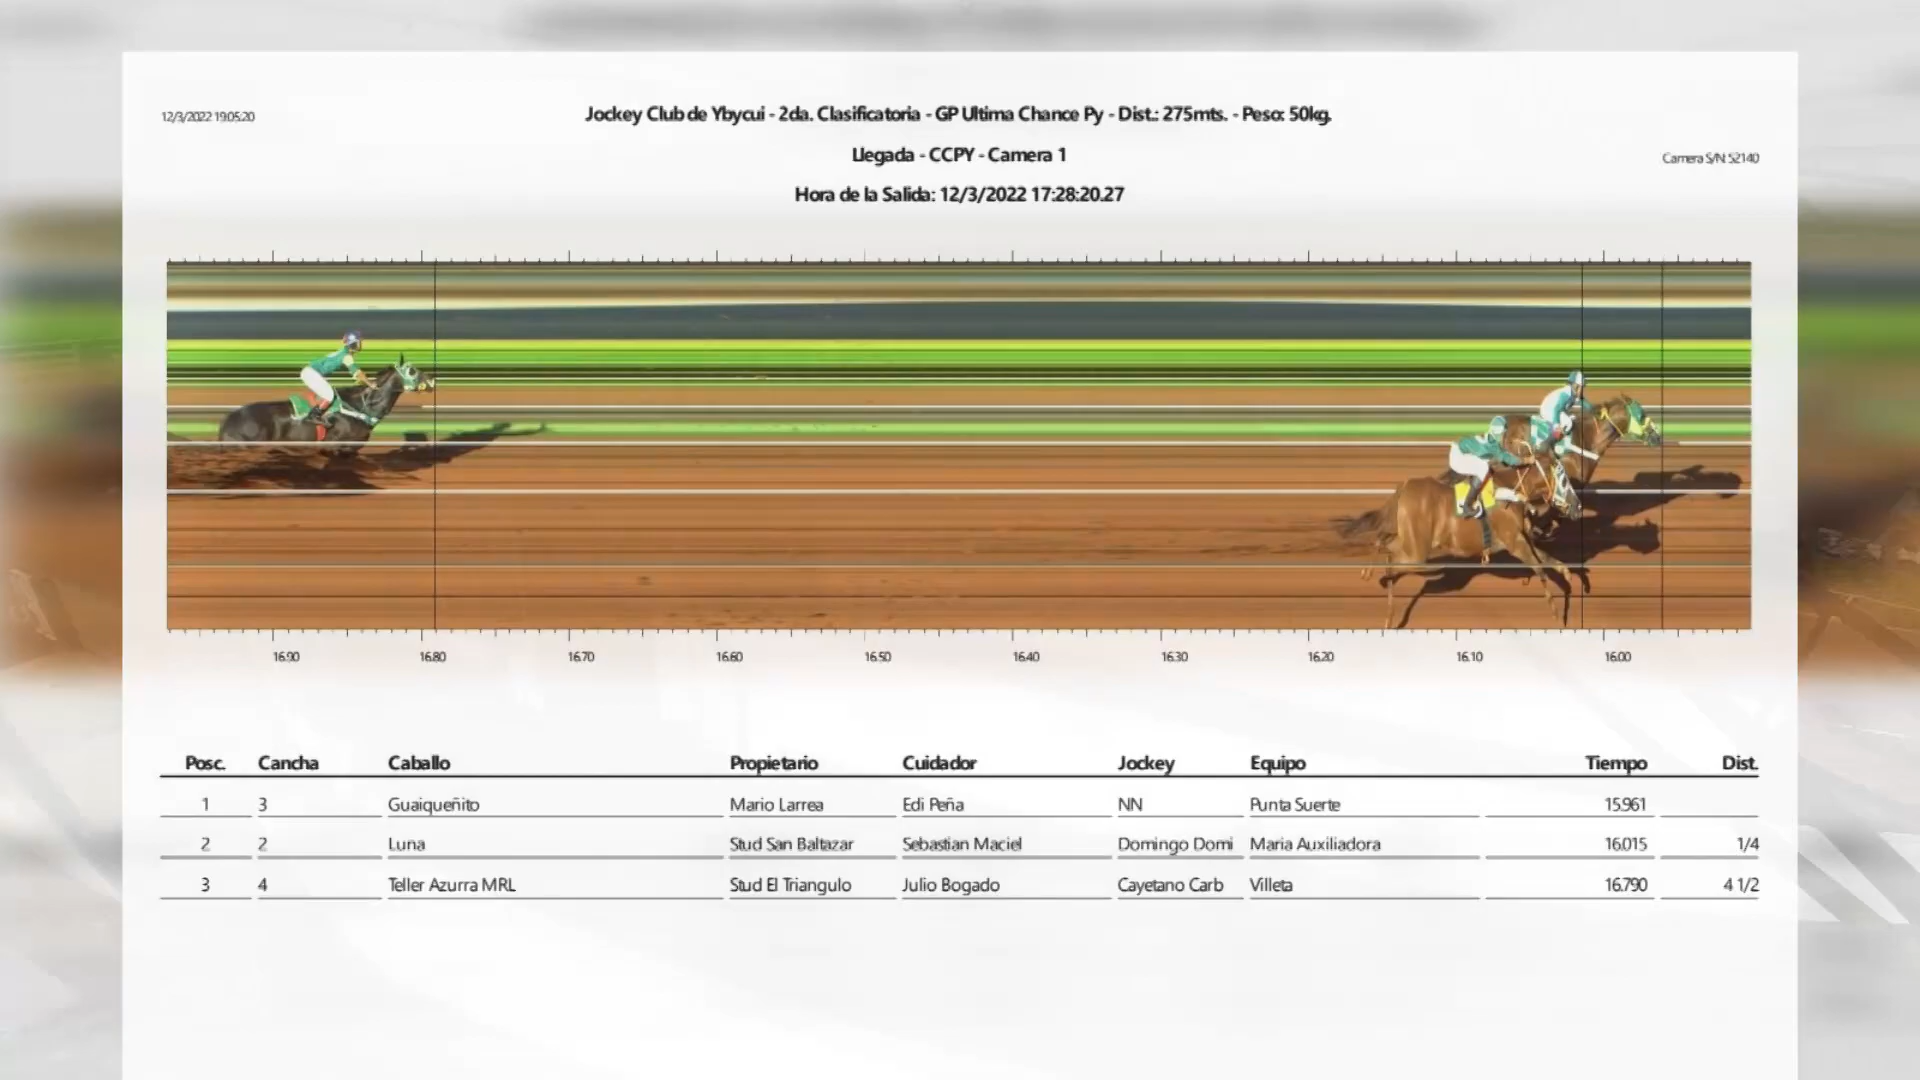 12/3/2022 19:05:20
Jockey Club de Ybycui - 2da. Clasificatoria - GP Ultima Chance Py - Dist.: 275mts. - Peso: 50kg.
Llegada - CCPY - Camera 1
Camera S/N: 52140
Hora de la Salida: 12/3/2022 17:28:20.27
16.90 16.80 16.70 16.60 16.50 16.40 16.30 16.20 16.10 16.00
Posc. Cancha Caballo Propietario Cuidador Jockey Equipo Tiempo Dist.
1 3 Guaiqueñito Mario Larrea Edi Peña NN Punta Suerte 15.961
2 2 Luna Stud San Baltazar Sebastian Maciel Domingo Domi Maria Auxiliadora 16.015 1/4
3 4 Teller Azurra MRL Stud El Triangulo Julio Bogado Cayetano Carb Villeta 16.790 4 1/2